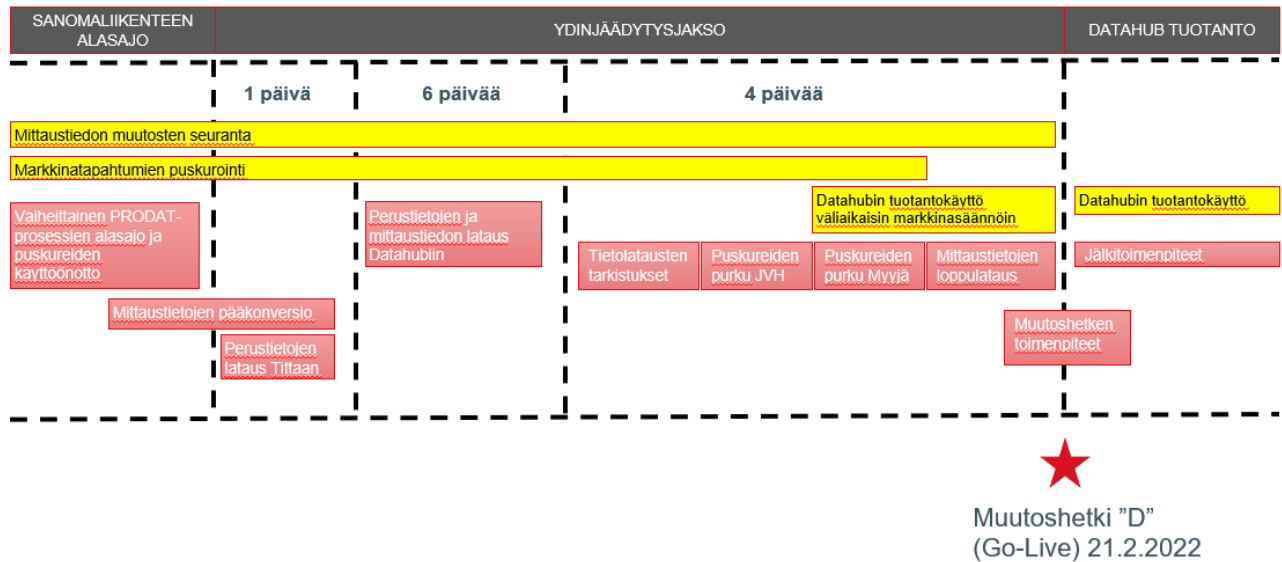 SANOMALIIKENTEEN
ALASAJO
YDINJÄÄDYTYSJAKSO
DATAHUB TUOTANTO
1 päivä
6 päivää
4 päivää
Mittaustiedon muutosten seuranta
Markkinatapahtumien puskurointi
Vaiheittainen PRODAT-
prosessien alasajo ja
puskureiden
käyttöönotto
Perustietojen ja
mittaustiedon lataus
Datahubiin
Datahubin tuotantokäyttö
väliaikaisin markkinasäännöin
Datahubin tuotantokäyttö
Tietolatausten
tarkistukset
Puskureiden
purku JVH
Puskureiden
purku Myyjä
Mittaustietojen
loppulataus
Jälkitoimenpiteet
Mittaustietojen pääkonversio
Perustietojen
lataus Tittaan
Muutoshetken
toimenpiteet
Muutoshetki ”D”
(Go-Live) 21.2.2022